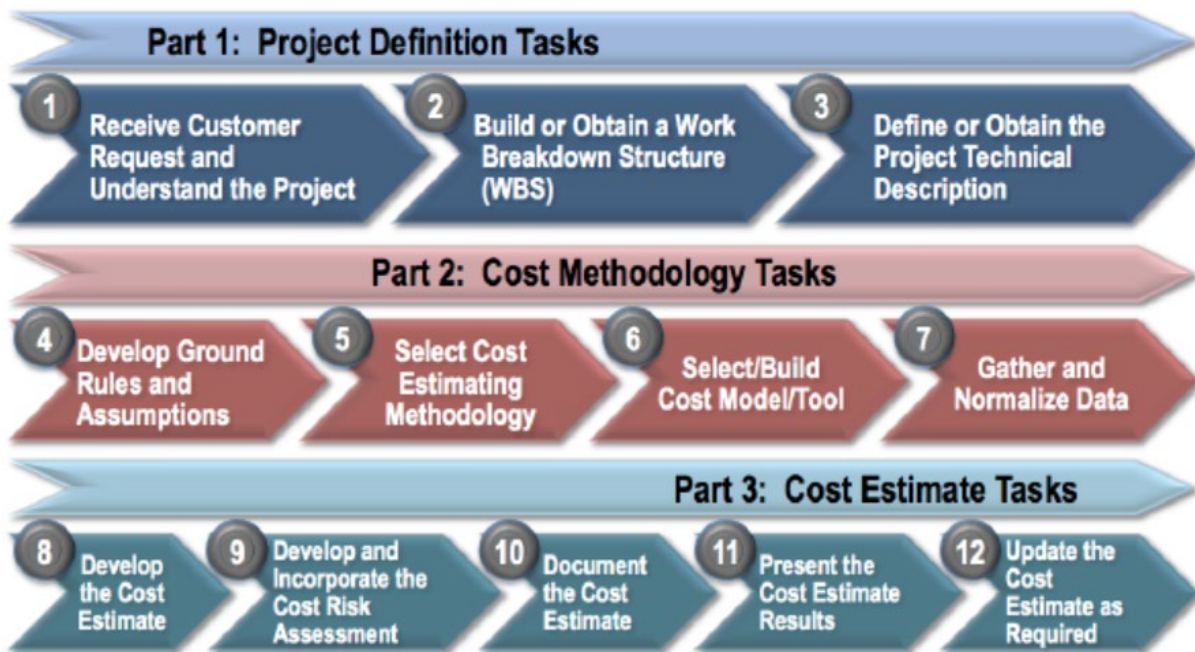 Part 1: Project Definition Tasks
1
Receive Customer
Request and
Understand the Project
2
Build or Obtain a Work
Breakdown Structure
(WBS)
3
Define or Obtain the
Project Technical
Description
Part 2: Cost Methodology Tasks
4
Develop Ground
Rules and
Assumptions
5
Select Cost
Estimating
Methodology
6
Select/Build
Cost Model/Tool
7
Gather and
Normalize Data
Part 3: Cost Estimate Tasks
8
Develop
the Cost
Estimate
9
Develop and
Incorporate the
Cost Risk
Assessment
10
Document
the Cost
Estimate
11
Present the
Cost Estimate
Results
12
Update the
Cost
Estimate as
Required